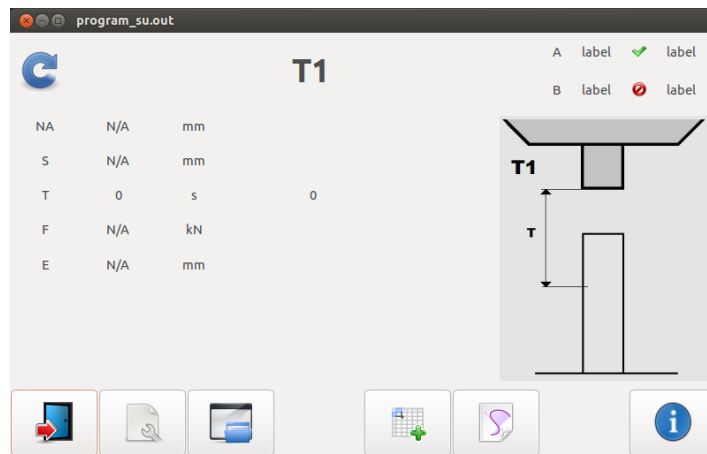 program_su.out
T1
A label label
B label label
NA N/A mm
S N/A mm
T 0 s 0
F N/A kN
E N/A mm
T1
T